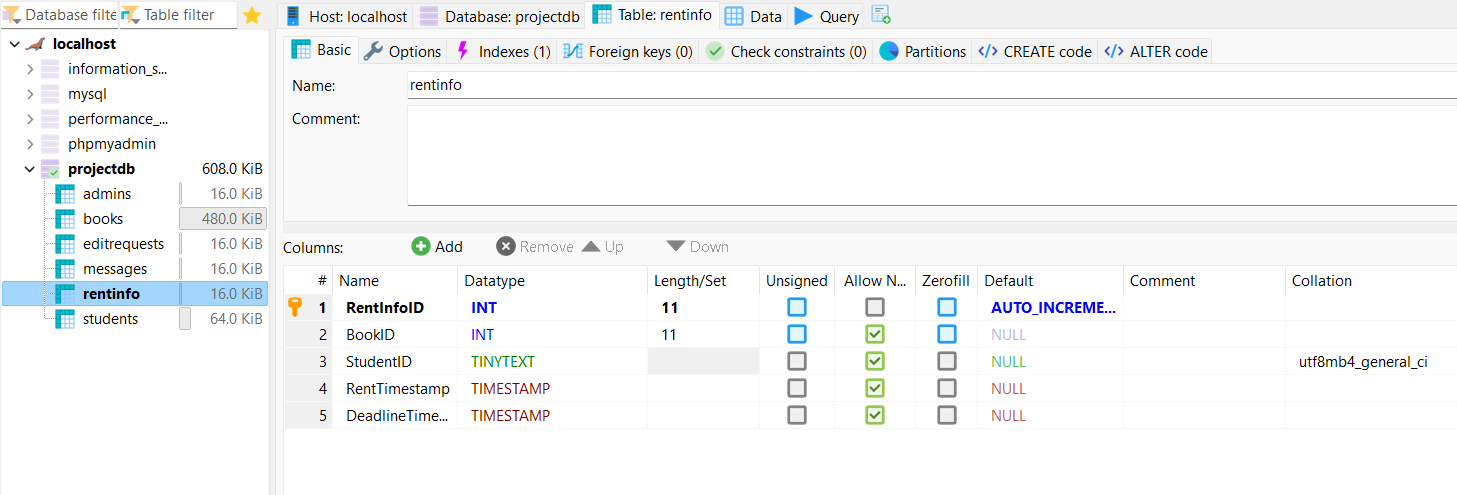 Database filte Table filter
Host: localhost Database: projectdb Table: rentinfo Data Query
localhost
information_s...
mysql
performance_...
phpmyadmin
projectdb 608.0 KiB
admins 16.0 KiB
books 480.0 KiB
editrequests 16.0 KiB
messages 16.0 KiB
rentinfo 16.0 KiB
students 64.0 KiB
Basic Options Indexes (1) Foreign keys (0) Check constraints (0) Partitions CREATE code ALTER code
Name: rentinfo
Comment:
Columns: Add Remove Up Down
# Name Datatype Length/Set Unsigned Allow N... Zerofill Default Comment Collation
1 RentInfoID INT 11 AUTO_INCREME...
2 BookID INT 11 NULL
3 StudentID TINYTEXT NULL utf8mb4_general_ci
4 RentTimestamp TIMESTAMP NULL
5 DeadlineTime... TIMESTAMP NULL